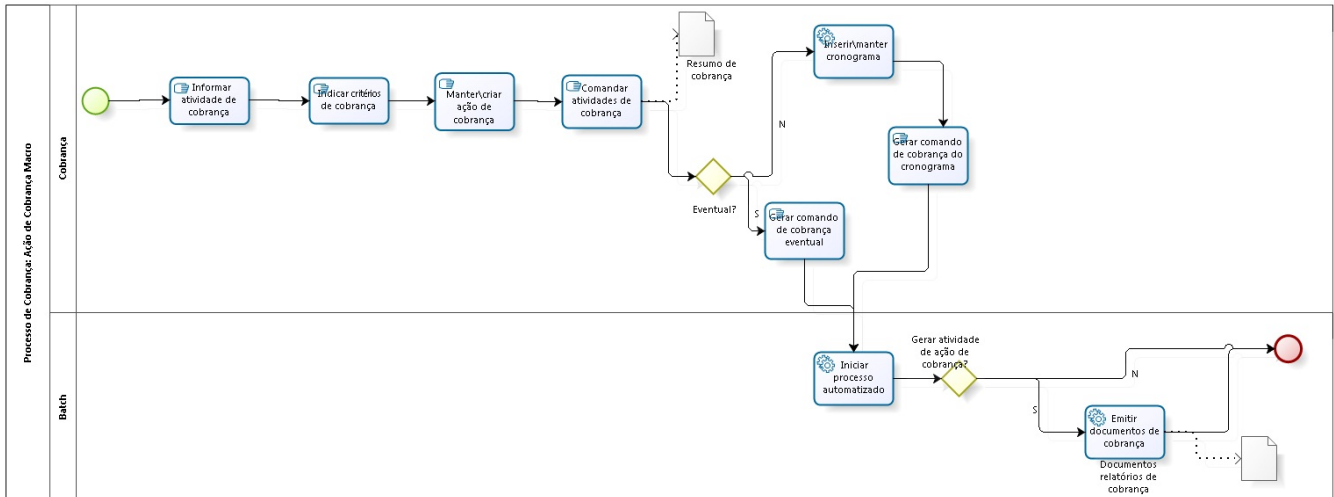 Processo de Cobrança: Ação de Cobrança Macro
Cobrança
Informar
atividade de
cobrança
Indicar critérios
de cobrança
Manter\criar
ação de
cobrança
Comandar
atividades de
cobrança
Resumo de
cobrança
Eventual?
N
S
Inserir\manter
cronograma
Gerar comando
de cobrança do
cronograma
Gerar comando
de cobrança
eventual
Batch
Iniciar
processo
automatizado
Gerar atividade
de ação de
cobrança?
N
S
Emitir
documentos de
cobrança
Documentos
relatórios de
cobrança